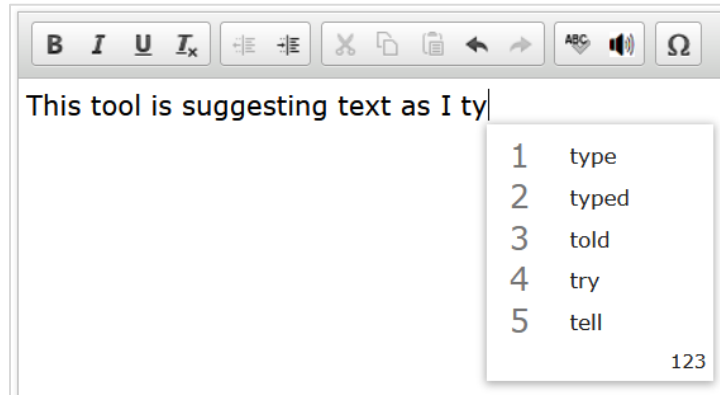 B I U Ix ABC Ω
This tool is suggesting text as I ty
1 type
2 typed
3 told
4 try
5 tell
123